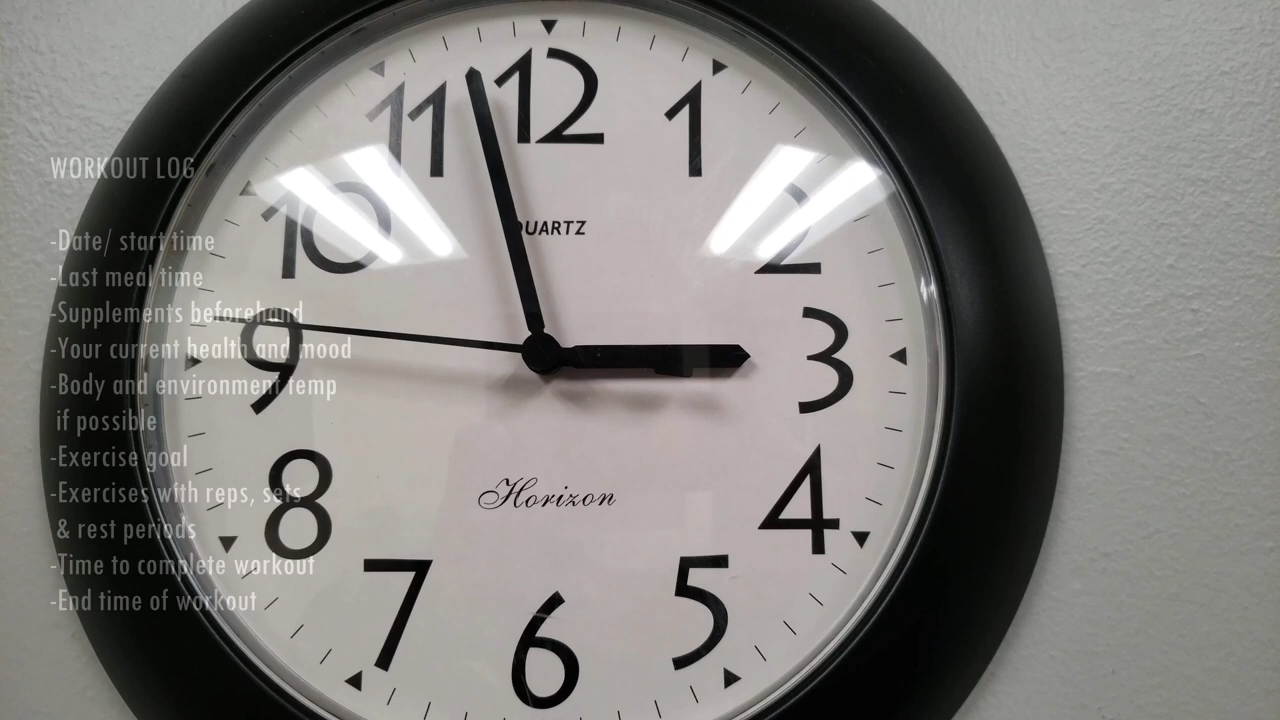 WORKOUT LOG
-Date/ start time
-Last meal time
-Supplements beforehand
-Your current health and mood
-Body and environment temp
if possible
-Exercise goal
-Exercises with reps, sets
& rest periods
-Time to complete workout
-End time of workout
12
11
1
10
QUARTZ
2
9
3
8
Horizon
4
7
5
6